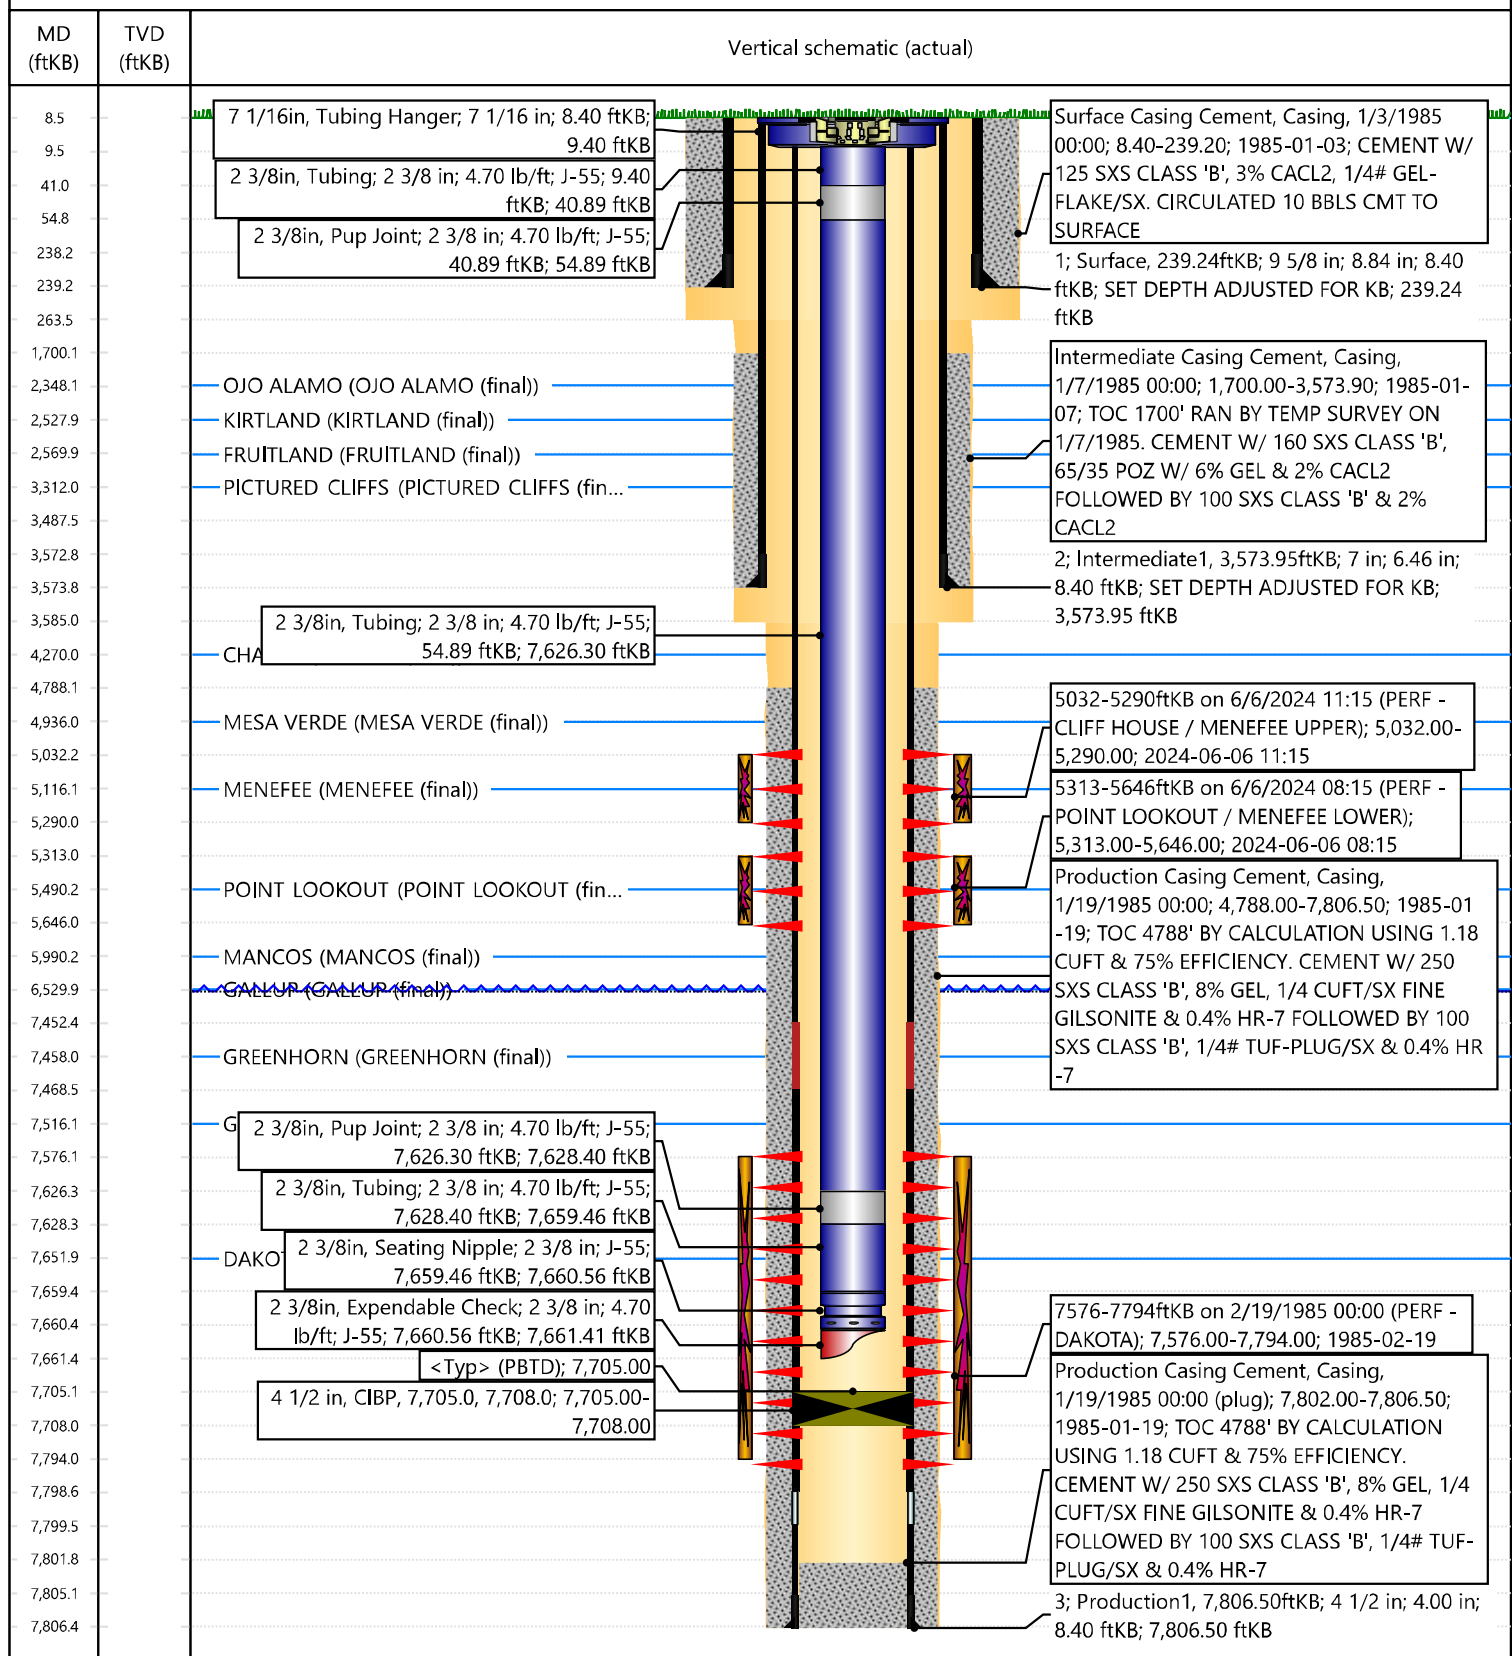 MD
(ftKB)
TVD
(ftKB)
Vertical schematic (actual)
8.5
9.5
41.0
54.8
238.2
239.2
263.5
1,700.1
2,348.1
2,527.9
2,569.9
3,312.0
3,487.5
3,572.8
3,573.8
3,585.0
4,270.0
4,788.1
4,936.0
5,032.2
5,116.1
5,290.0
5,313.0
5,490.2
5,646.0
5,990.2
6,529.9
7,452.4
7,458.0
7,468.5
7,516.1
7,576.1
7,626.3
7,628.3
7,651.9
7,659.4
7,660.4
7,661.4
7,705.1
7,708.0
7,794.0
7,798.6
7,799.5
7,801.8
7,805.1
7,806.4
7 1/16in, Tubing Hanger; 7 1/16 in; 8.40 ftKB;
9.40 ftKB
2 3/8in, Tubing; 2 3/8 in; 4.70 lb/ft; J-55; 9.40
ftKB; 40.89 ftKB
2 3/8in, Pup Joint; 2 3/8 in; 4.70 lb/ft; J-55;
40.89 ftKB; 54.89 ftKB
OJO ALAMO (OJO ALAMO (final))
KIRTLAND (KIRTLAND (final))
FRUITLAND (FRUITLAND (final))
PICTURED CLIFFS (PICTURED CLIFFS (fin...
2 3/8in, Tubing; 2 3/8 in; 4.70 lb/ft; J-55;
54.89 ftKB; 7,626.30 ftKB
CHA
MESA VERDE (MESA VERDE (final))
MENEFEE (MENEFEE (final))
POINT LOOKOUT (POINT LOOKOUT (fin...
MANCOS (MANCOS (final))
GALLUP (GALLUP (final))
GREENHORN (GREENHORN (final))
G
2 3/8in, Pup Joint; 2 3/8 in; 4.70 lb/ft; J-55;
7,626.30 ftKB; 7,628.40 ftKB
2 3/8in, Tubing; 2 3/8 in; 4.70 lb/ft; J-55;
7,628.40 ftKB; 7,659.46 ftKB
DAKO
2 3/8in, Seating Nipple; 2 3/8 in; J-55;
7,659.46 ftKB; 7,660.56 ftKB
2 3/8in, Expendable Check; 2 3/8 in; 4.70
lb/ft; J-55; 7,660.56 ftKB; 7,661.41 ftKB
<Typ> (PBTD); 7,705.00
4 1/2 in, CIBP, 7,705.0, 7,708.0; 7,705.00-
7,708.00
Surface Casing Cement, Casing, 1/3/1985
00:00; 8.40-239.20; 1985-01-03; CEMENT W/
125 SXS CLASS 'B', 3% CACL2, 1/4# GEL-
FLAKE/SX. CIRCULATED 10 BBLS CMT TO
SURFACE
1; Surface, 239.24ftKB; 9 5/8 in; 8.84 in; 8.40
ftKB; SET DEPTH ADJUSTED FOR KB; 239.24
ftKB
Intermediate Casing Cement, Casing,
1/7/1985 00:00; 1,700.00-3,573.90; 1985-01-
07; TOC 1700' RAN BY TEMP SURVEY ON
1/7/1985. CEMENT W/ 160 SXS CLASS 'B',
65/35 POZ W/ 6% GEL & 2% CACL2
FOLLOWED BY 100 SXS CLASS 'B' & 2%
CACL2
2; Intermediate1, 3,573.95ftKB; 7 in; 6.46 in;
8.40 ftKB; SET DEPTH ADJUSTED FOR KB;
3,573.95 ftKB
5032-5290ftKB on 6/6/2024 11:15 (PERF -
CLIFF HOUSE / MENEFEE UPPER); 5,032.00-
5,290.00; 2024-06-06 11:15
5313-5646ftKB on 6/6/2024 08:15 (PERF -
POINT LOOKOUT / MENEFEE LOWER);
5,313.00-5,646.00; 2024-06-06 08:15
Production Casing Cement, Casing,
1/19/1985 00:00; 4,788.00-7,806.50; 1985-01
-19; TOC 4788' BY CALCULATION USING 1.18
CUFT & 75% EFFICIENCY. CEMENT W/ 250
SXS CLASS 'B', 8% GEL, 1/4 CUFT/SX FINE
GILSONITE & 0.4% HR-7 FOLLOWED BY 100
SXS CLASS 'B', 1/4# TUF-PLUG/SX & 0.4% HR
-7
7576-7794ftKB on 2/19/1985 00:00 (PERF -
DAKOTA); 7,576.00-7,794.00; 1985-02-19
Production Casing Cement, Casing,
1/19/1985 00:00 (plug); 7,802.00-7,806.50;
1985-01-19; TOC 4788' BY CALCULATION
USING 1.18 CUFT & 75% EFFICIENCY.
CEMENT W/ 250 SXS CLASS 'B', 8% GEL, 1/4
CUFT/SX FINE GILSONITE & 0.4% HR-7
FOLLOWED BY 100 SXS CLASS 'B', 1/4# TUF-
PLUG/SX & 0.4% HR-7
3; Production1, 7,806.50ftKB; 4 1/2 in; 4.00 in;
8.40 ftKB; 7,806.50 ftKB